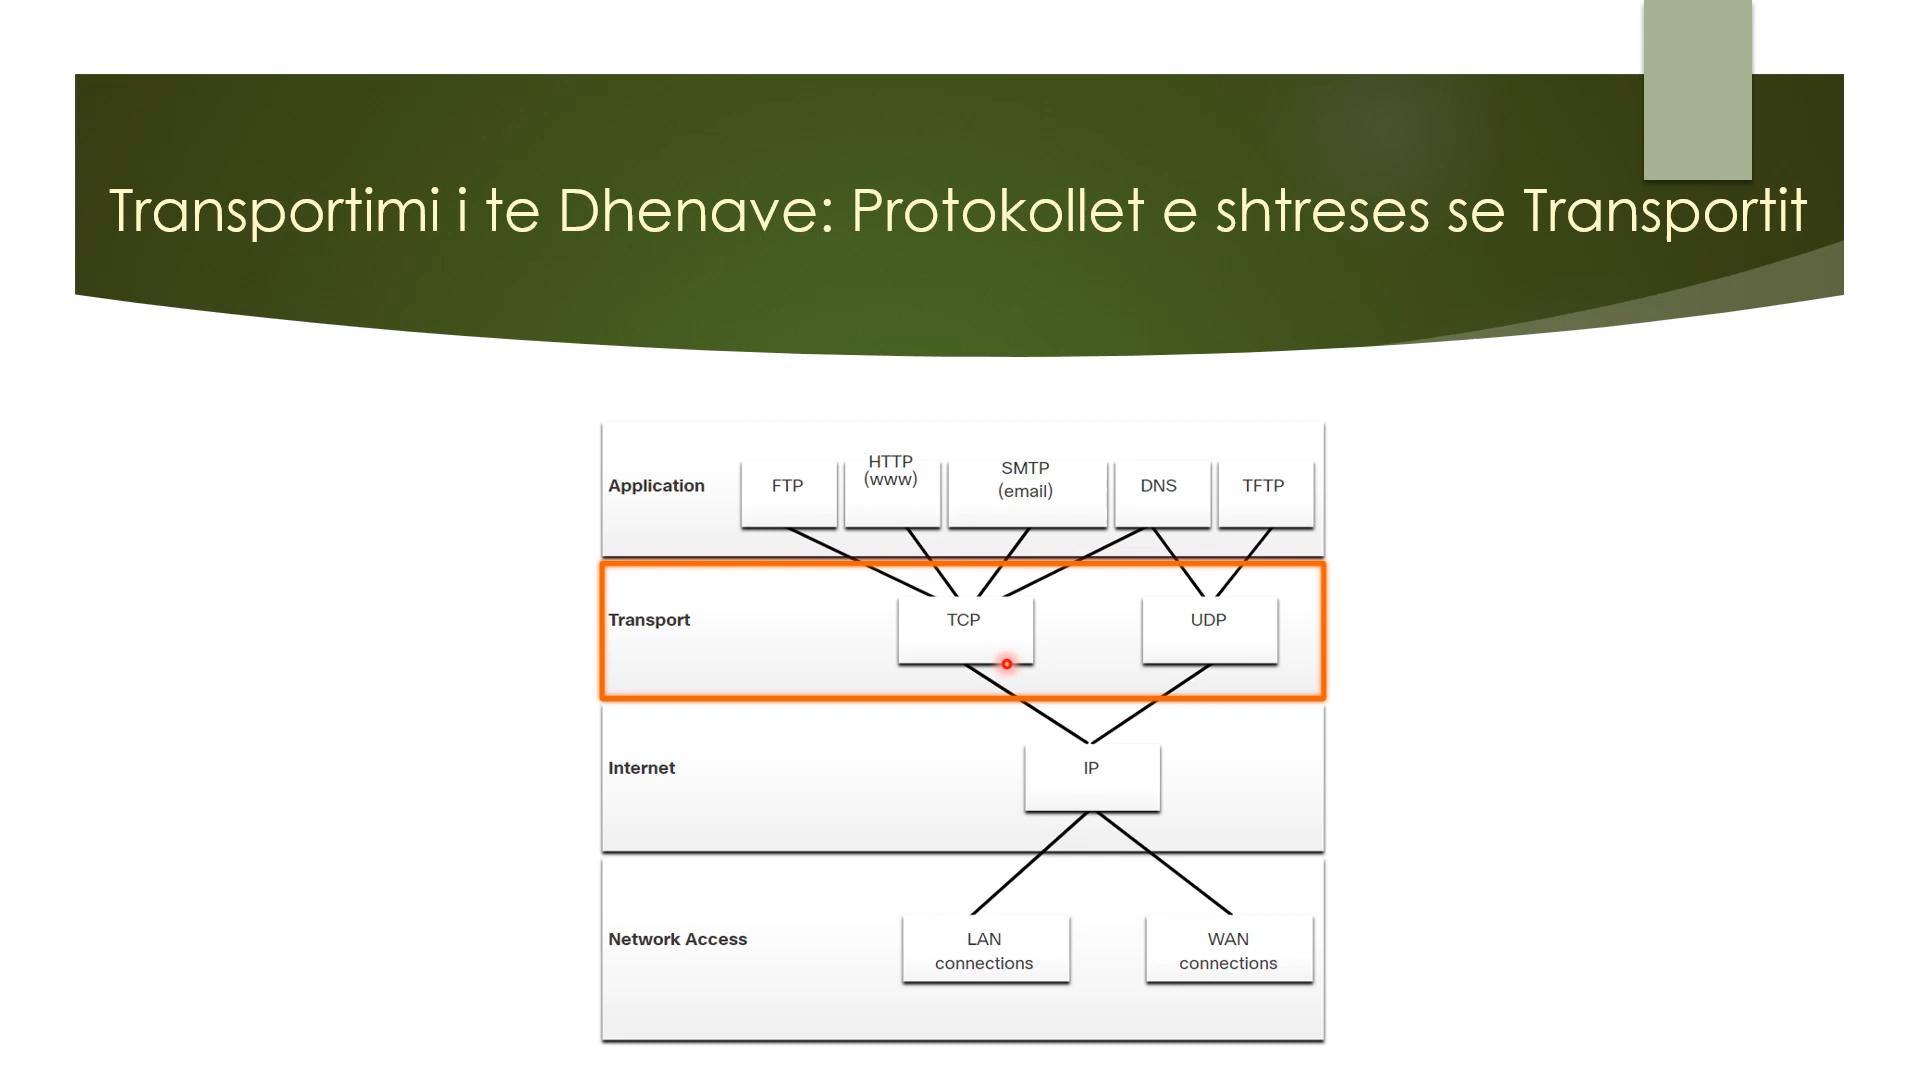 Transportimi i te Dhenave: Protokollet e shtreses se Transportit
Application
FTP
HTTP
(www)
SMTP
(email)
DNS
TFTP
Transport
TCP
UDP
Internet
IP
Network Access
LAN
connections
WAN
connections